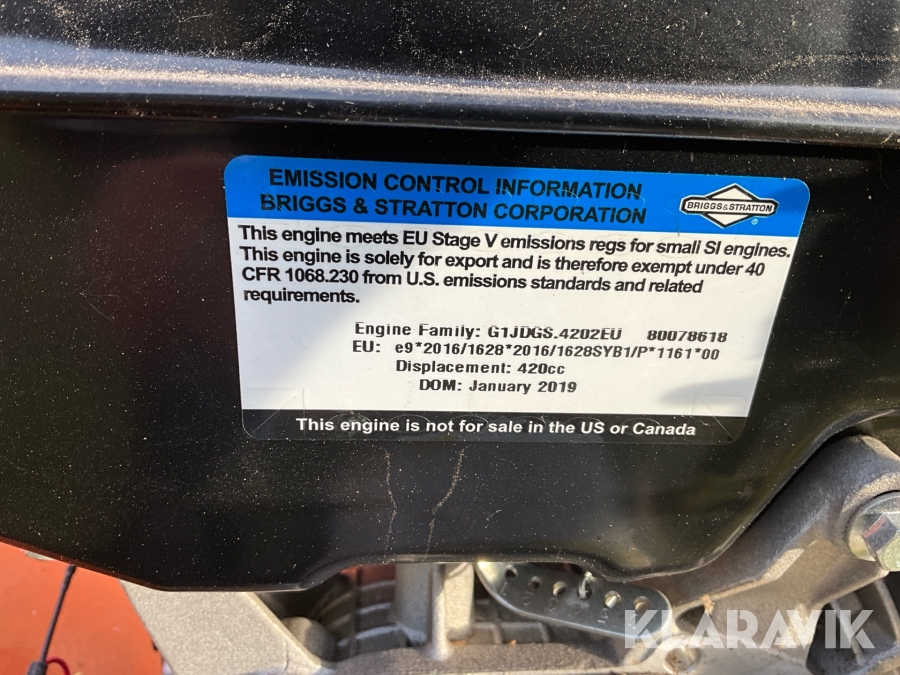 EMISSION CONTROL INFORMATION
BRIGGS & STRATTON CORPORATION
BRIGGS & STRATTON
®
This engine meets EU Stage V emissions regs for small SI engines.
This engine is solely for export and is therefore exempt under 40
CFR 1068.230 from U.S. emissions standards and related
requirements.
Engine Family: G1JDGS.4202EU 80078618
EU: e9*2016/1628*2016/1628SYB1/P*1161*00
Displacement: 420cc
DOM: January 2019
This engine is not for sale in the US or Canada
KLARAVIK